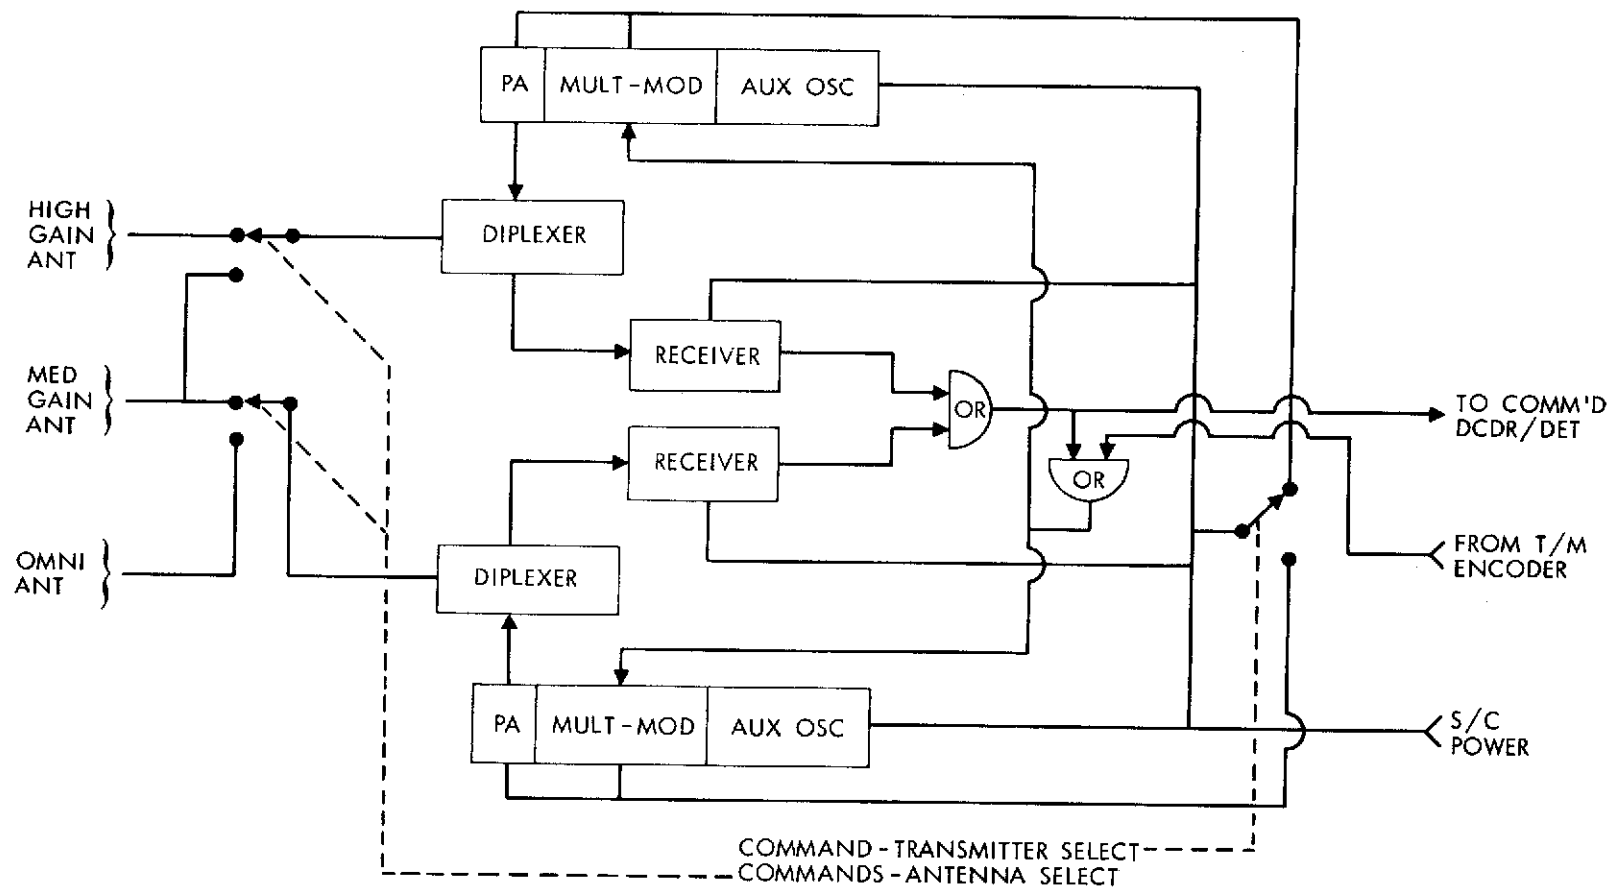 PA
MULT-MOD
AUX OSC
HIGH
GAIN
ANT
DIPLEXER
RECEIVER
MED
GAIN
ANT
OR
TO COMM'D
DCDR/DET
RECEIVER
OR
OMNI
ANT
DIPLEXER
FROM T/M
ENCODER
PA
MULT-MOD
AUX OSC
S/C
POWER
COMMAND-TRANSMITTER SELECT
COMMANDS-ANTENNA SELECT